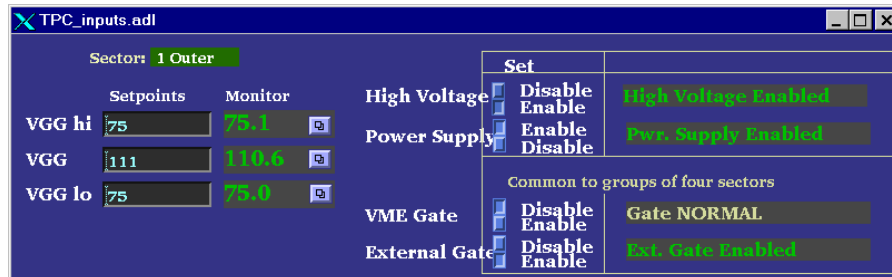 TPC_inputs.adl
Sector: 1 Outer
Setpoints Monitor
VGG hi 75 75.1
VGG 111 110.6
VGG lo 75 75.0
Set
High Voltage Disable Enable High Voltage Enabled
Power Supply Enable Disable Pwr. Supply Enabled
Common to groups of four sectors
VME Gate Disable Enable Gate NORMAL
External Gate Disable Enable Ext. Gate Enabled